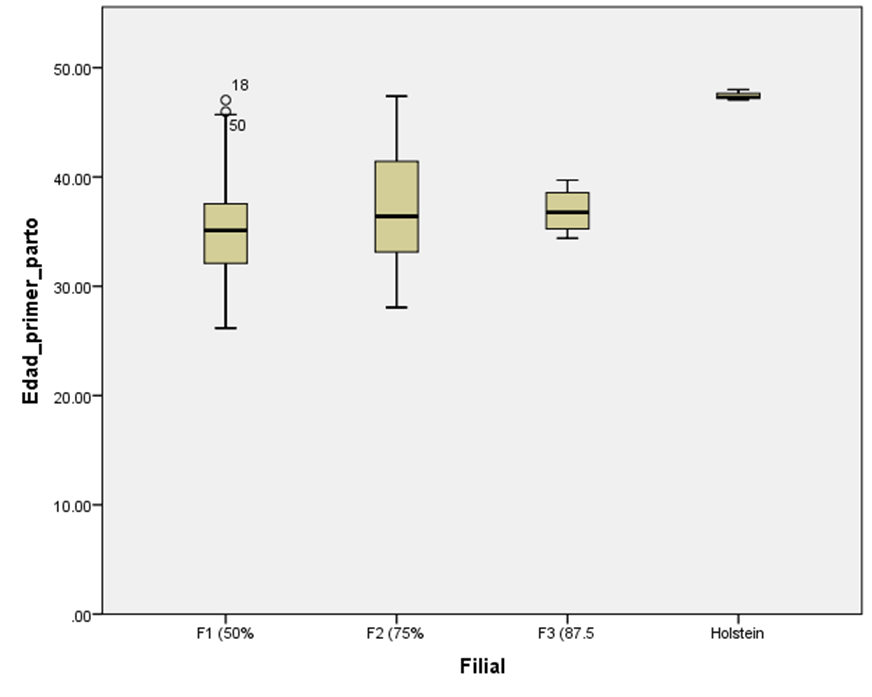 Edad_primer_parto
50.00
40.00
30.00
20.00
10.00
.00
18
50
F1 (50%
F2 (75%
F3 (87.5
Holstein
Filial